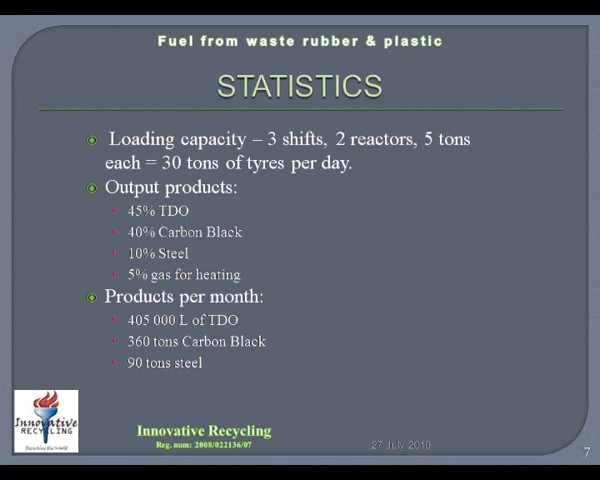 Fuel from waste rubber & plastic
STATISTICS
Loading capacity – 3 shifts, 2 reactors, 5 tons
each = 30 tons of tyres per day.
Output products:
45% TDO
40% Carbon Black
10% Steel
5% gas for heating
Products per month:
405 000 L of TDO
360 tons Carbon Black
90 tons steel
Innovative
RECYCLING
Recycling the World
Innovative Recycling
Reg. num: 2008/022136/07
27 July 2010
7